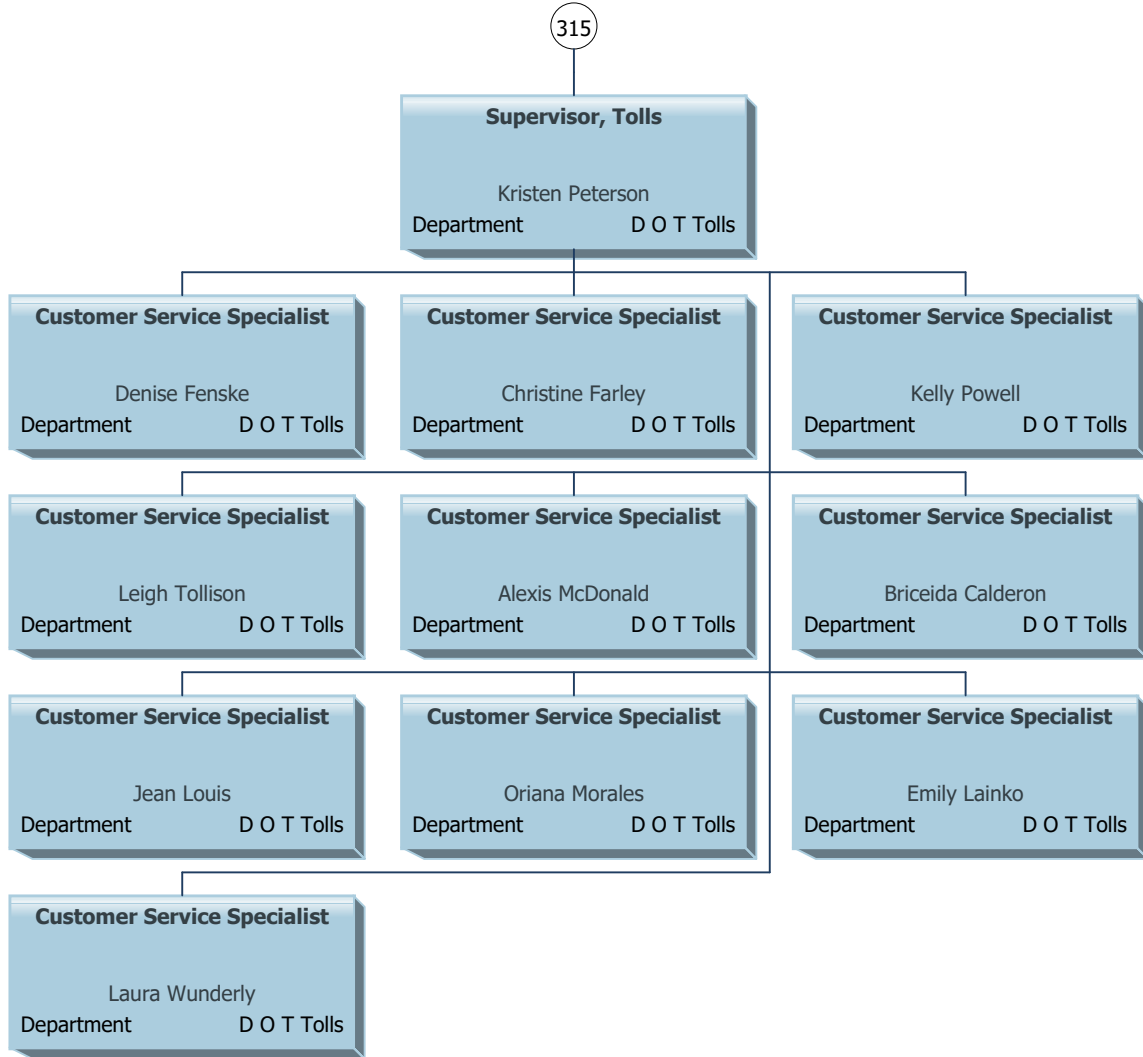 315
Supervisor, Tolls
Kristen Peterson
Department D O T Tolls
Customer Service Specialist
Denise Fenske
Department D O T Tolls
Customer Service Specialist
Christine Farley
Department D O T Tolls
Customer Service Specialist
Kelly Powell
Department D O T Tolls
Customer Service Specialist
Leigh Tollison
Department D O T Tolls
Customer Service Specialist
Alexis McDonald
Department D O T Tolls
Customer Service Specialist
Briceida Calderon
Department D O T Tolls
Customer Service Specialist
Jean Louis
Department D O T Tolls
Customer Service Specialist
Oriana Morales
Department D O T Tolls
Customer Service Specialist
Emily Lainko
Department D O T Tolls
Customer Service Specialist
Laura Wunderly
Department D O T Tolls